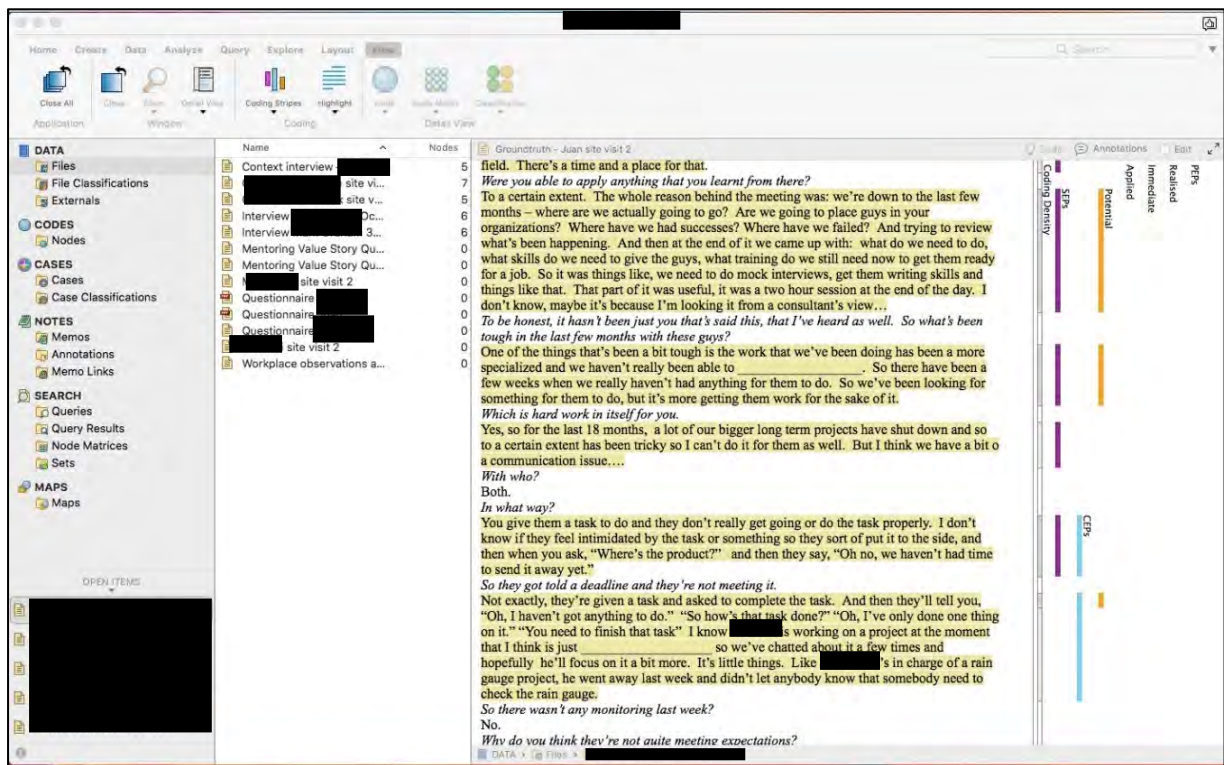 Home Create Data Analyze Query Explore Layout View
Search
Close All Close Zoom Detail View Coding Stripes Highlight Node Matrix Classification
Application Window Coding Detail View
DATA
Files
File Classifications
Externals
CODES
Nodes
CASES
Cases
Case Classifications
NOTES
Memos
Annotations
Memo Links
SEARCH
Queries
Query Results
Node Matrices
Sets
MAPS
Maps
OPEN ITEMS
Name Nodes
Context interview 5
site vi... 7
site vi... 5
Interview Oc... 6
Interview 3... 6
Mentoring Value Story Qu... 0
Mentoring Value Story Qu... 0
site visit 2 0
Questionnaire 0
Questionnaire 0
Questionnaire 0
site visit 2 0
Workplace observations a... 0
Groundtruth - Juan site visit 2
Code Annotations Edit
field. There's a time and a place for that.
Were you able to apply anything that you learnt from there?
To a certain extent. The whole reason behind the meeting was: we're down to the last few
months – where are we actually going to go? Are we going to place guys in your
organizations? Where have we had successes? Where have we failed? And trying to review
what's been happening. And then at the end of it we came up with: what do we need to do,
what skills do we need to give the guys, what training do we still need now to get them ready
for a job. So it was things like, we need to do mock interviews, get them writing skills and
things like that. That part of it was useful, it was a two hour session at the end of the day. I
don't know, maybe it's because I'm looking it from a consultant's view…
To be honest, it hasn't been just you that's said this, that I've heard as well. So what's been
tough in the last few months with these guys?
One of the things that's been a bit tough is the work that we've been doing has been a more
specialized and we haven't really been able to ____________________. So there have been a
few weeks when we really haven't had anything for them to do. So we've been looking for
something for them to do, but it's more getting them work for the sake of it.
Which is hard work in itself for you.
Yes, so for the last 18 months, a lot of our bigger long term projects have shut down and so
to a certain extent has been tricky so I can't do it for them as well. But I think we have a bit o
a communication issue….
With who?
Both.
In what way?
You give them a task to do and they don't really get going or do the task properly. I don't
know if they feel intimidated by the task or something so they sort of put it to the side, and
then when you ask, "Where's the product?" and then they say, "Oh no, we haven't had time
to send it away yet."
So they got told a deadline and they're not meeting it.
Not exactly, they're given a task and asked to complete the task. And then they'll tell you,
"Oh, I haven't got anything to do." "So how's that task done?" "Oh, I've only done one thing
on it." "You need to finish that task" I know s working on a project at the moment
that I think is just ____________________ so we've chatted about it a few times and
hopefully he'll focus on it a bit more. It's little things. Like 's in charge of a rain
gauge project, he went away last week and didn't let anybody know that somebody need to
check the rain gauge.
So there wasn't any monitoring last week?
No.
Why do you think they're not quite meeting expectations?
DATA Files
Coding Density
SFPs
CEPs
Potential
Applied
Immediate
Realised
PEPs